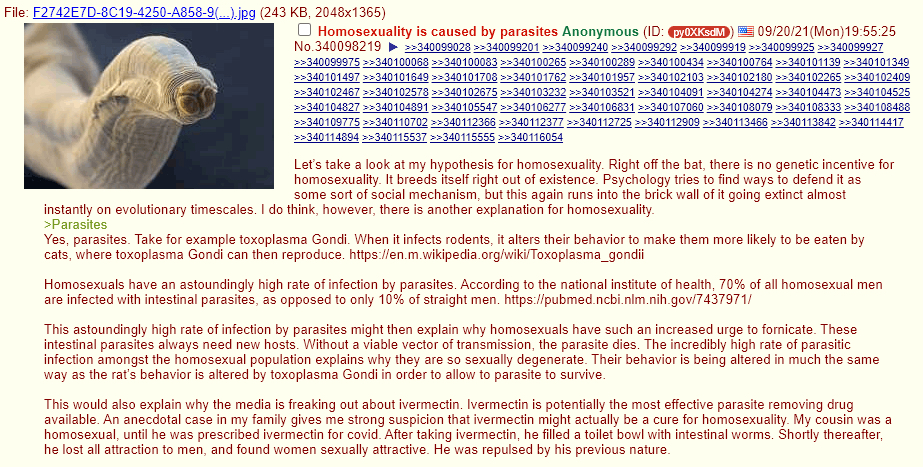 File: F2742E7D-8C19-4250-A858-9(...).jpg (243 KB, 2048x1365)
Homosexuality is caused by parasites Anonymous (ID: py0XKsdM) 09/20/21(Mon)19:55:25
No.340098219 ▶ >>340099028 >>340099201 >>340099240 >>340099292 >>340099919 >>340099925 >>340099927
>>340099975 >>340100068 >>340100083 >>340100265 >>340100289 >>340100434 >>340100764 >>340101139 >>340101349
>>340101497 >>340101649 >>340101708 >>340101762 >>340101957 >>340102103 >>340102180 >>340102265 >>340102409
>>340102467 >>340102578 >>340102675 >>340103232 >>340103521 >>340104091 >>340104274 >>340104473 >>340104525
>>340104827 >>340104891 >>340105547 >>340106277 >>340106831 >>340107060 >>340108079 >>340108333 >>340108488
>>340109775 >>340110702 >>340112366 >>340112377 >>340112725 >>340112909 >>340113466 >>340113842 >>340114417
>>340114894 >>340115537 >>340115555 >>340116054
Let's take a look at my hypothesis for homosexuality. Right off the bat, there is no genetic incentive for
homosexuality. It breeds itself right out of existence. Psychology tries to find ways to defend it as
some sort of social mechanism, but this again runs into the brick wall of it going extinct almost
instantly on evolutionary timescales. I do think, however, there is another explanation for homosexuality.
>Parasites
Yes, parasites. Take for example toxoplasma Gondi. When it infects rodents, it alters their behavior to make them more likely to be eaten by
cats, where toxoplasma Gondi can then reproduce. https://en.m.wikipedia.org/wiki/Toxoplasma_gondii
Homosexuals have an astoundingly high rate of infection by parasites. According to the national institute of health, 70% of all homosexual men
are infected with intestinal parasites, as opposed to only 10% of straight men. https://pubmed.ncbi.nlm.nih.gov/7437971/
This astoundingly high rate of infection by parasites might then explain why homosexuals have such an increased urge to fornicate. These
intestinal parasites always need new hosts. Without a viable vector of transmission, the parasite dies. The incredibly high rate of parasitic
infection amongst the homosexual population explains why they are so sexually degenerate. Their behavior is being altered in much the same
way as the rat's behavior is altered by toxoplasma Gondi in order to allow to parasite to survive.
This would also explain why the media is freaking out about ivermectin. Ivermectin is potentially the most effective parasite removing drug
available. An anecdotal case in my family gives me strong suspicion that ivermectin might actually be a cure for homosexuality. My cousin was a
homosexual, until he was prescribed ivermectin for covid. After taking ivermectin, he filled a toilet bowl with intestinal worms. Shortly thereafter,
he lost all attraction to men, and found women sexually attractive. He was repulsed by his previous nature.